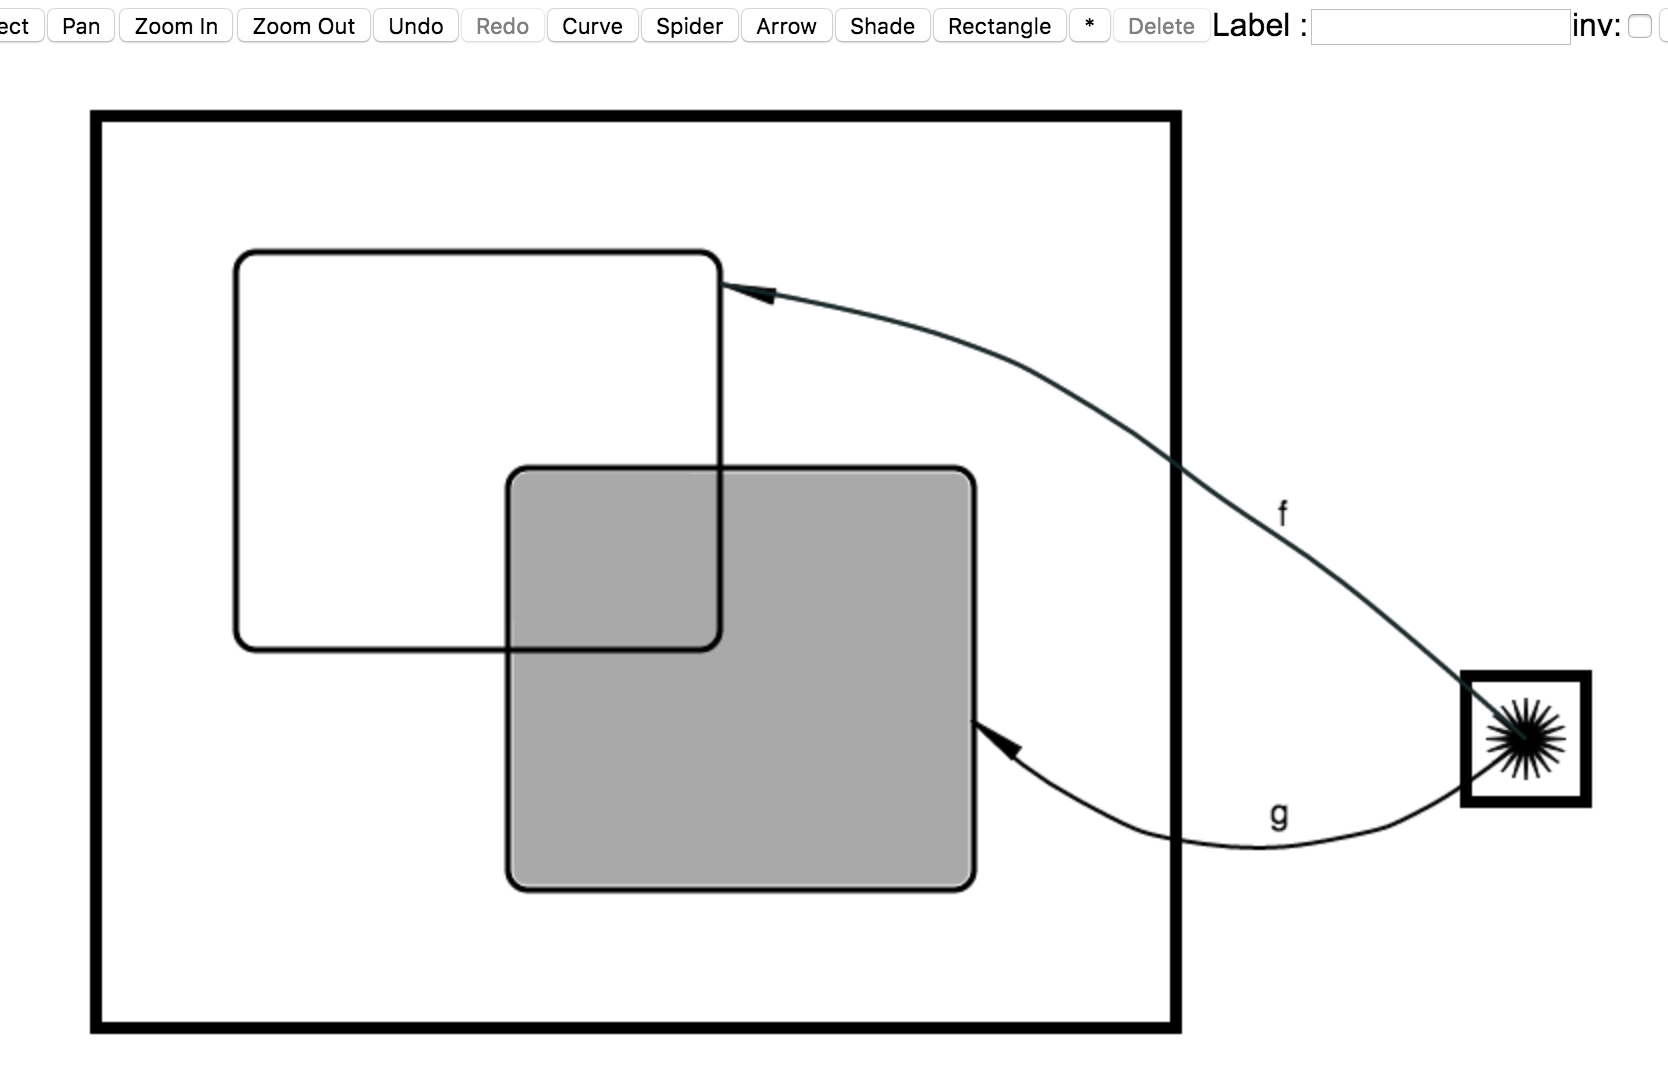 ect Pan Zoom In Zoom Out Undo Redo Curve Spider Arrow Shade Rectangle * Delete Label : inv:
f
g